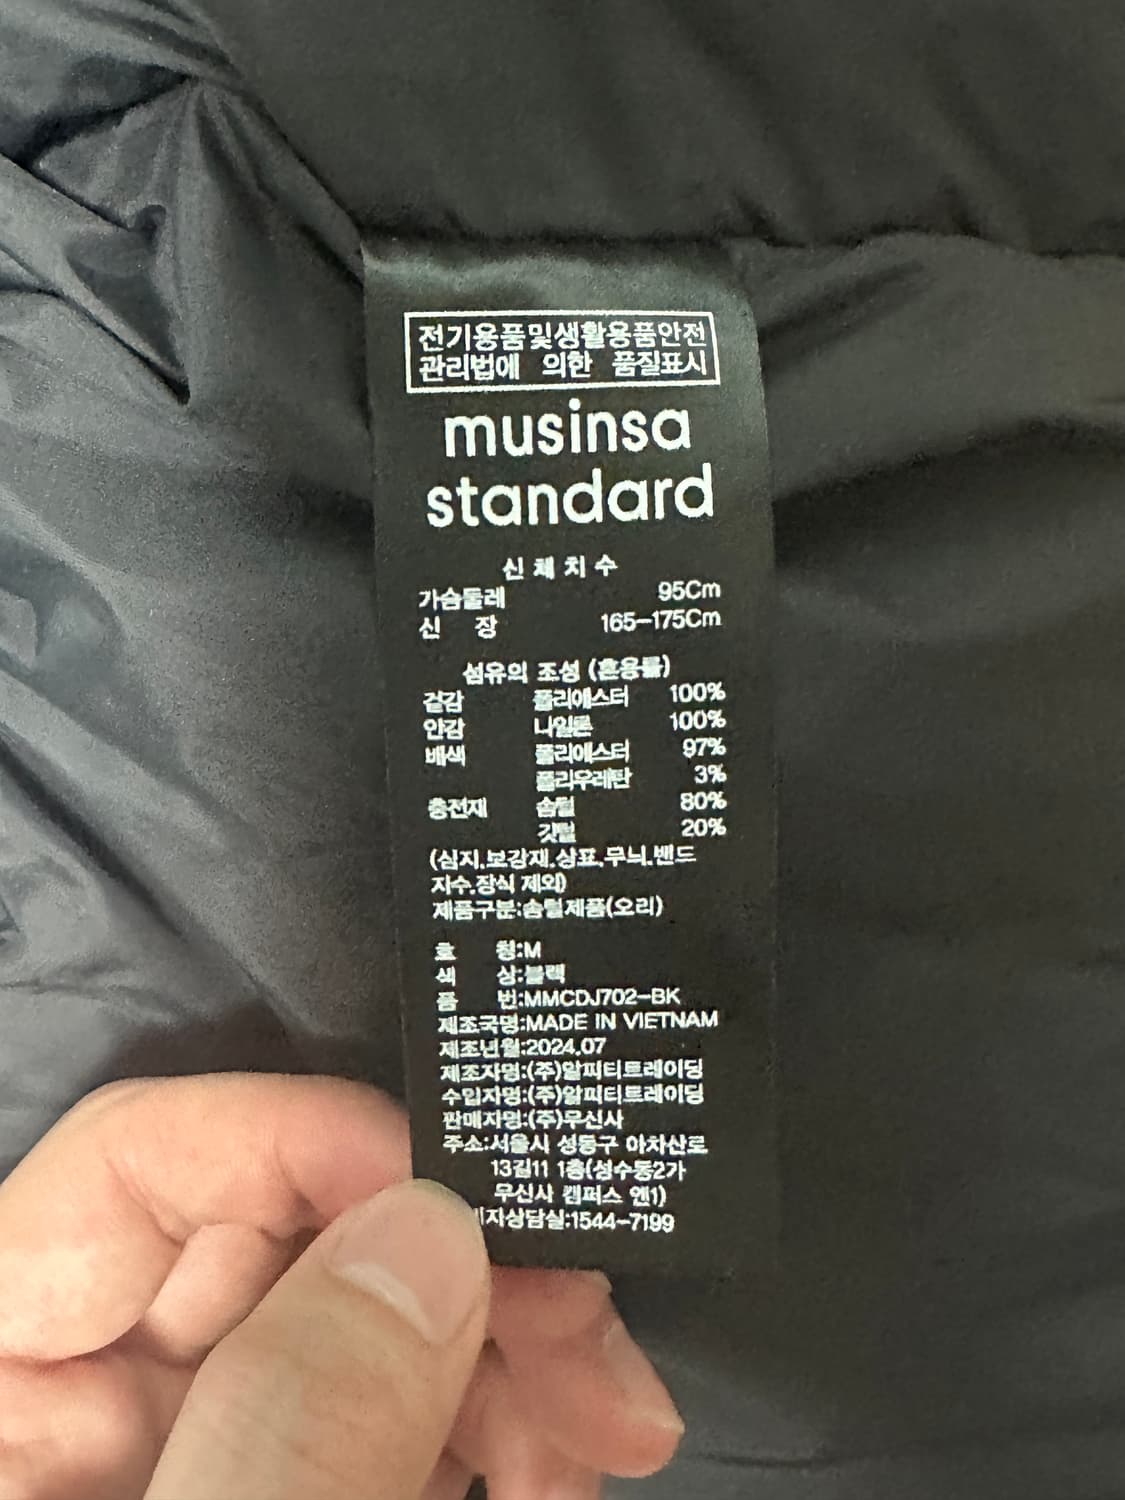 전기용품및생활용품안전
관리법에 의한 품질표시
musinsa
standard
신체치수
가슴둘레 95Cm
신 장 165-175Cm
섬유의 조성 (혼용률)
겉감 폴리에스터 100%
안감 나일론 100%
배색 폴리에스터 97%
폴리우레탄 3%
충전재 솜털 80%
깃털 20%
(심지,보강재,상표,무늬,밴드
자수,장식 제외)
제품구분:솜털제품(오리)
호 칭:M
색 상:블랙
품 번:MMCDJ702-BK
제조국명:MADE IN VIETNAM
제조년월:2024.07
제조자명:(주)알피티트레이딩
수입자명:(주)알피티트레이딩
판매자명:(주)무신사
주소:서울시 성동구 아차산로
13길11 1층(성수동2가
무신사 캠퍼스 엔1)
자상담실:1544-7199